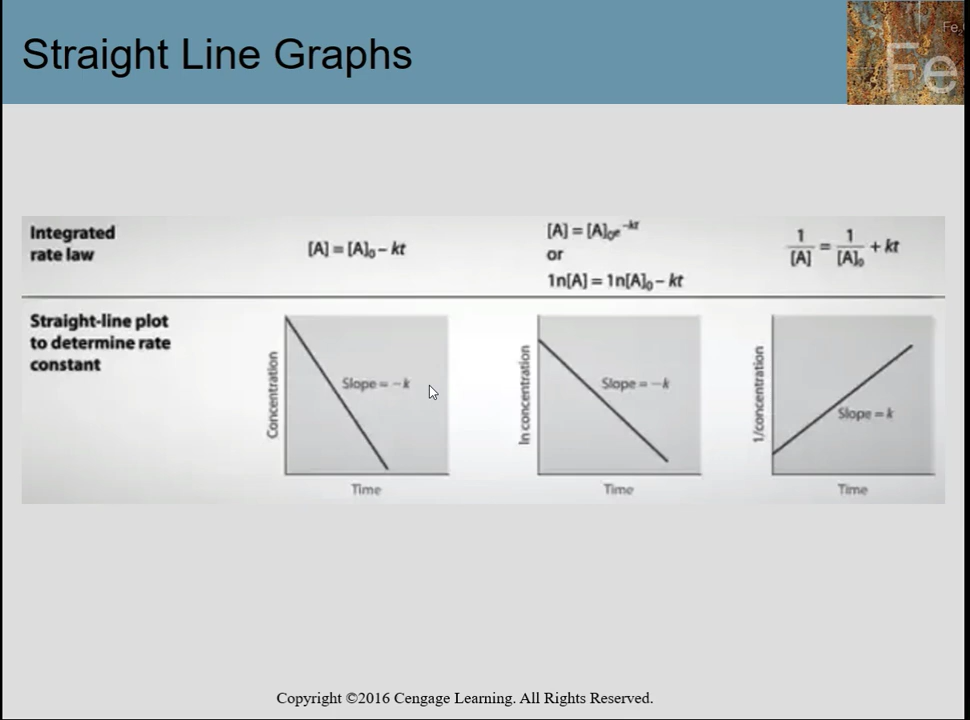 Straight Line Graphs
Fe
Fe
Integrated
rate law
[A] = [A]₀ – kt
[A] = [A]₀e⁻ᵏᵗ
or
1n[A] = 1n[A]₀ – kt
1/[A] = 1/[A]₀ + kt
Straight-line plot
to determine rate
constant
Concentration
Slope = –k
Time
ln concentration
Slope = –k
Time
1/concentration
Slope = k
Time
Copyright ©2016 Cengage Learning. All Rights Reserved.